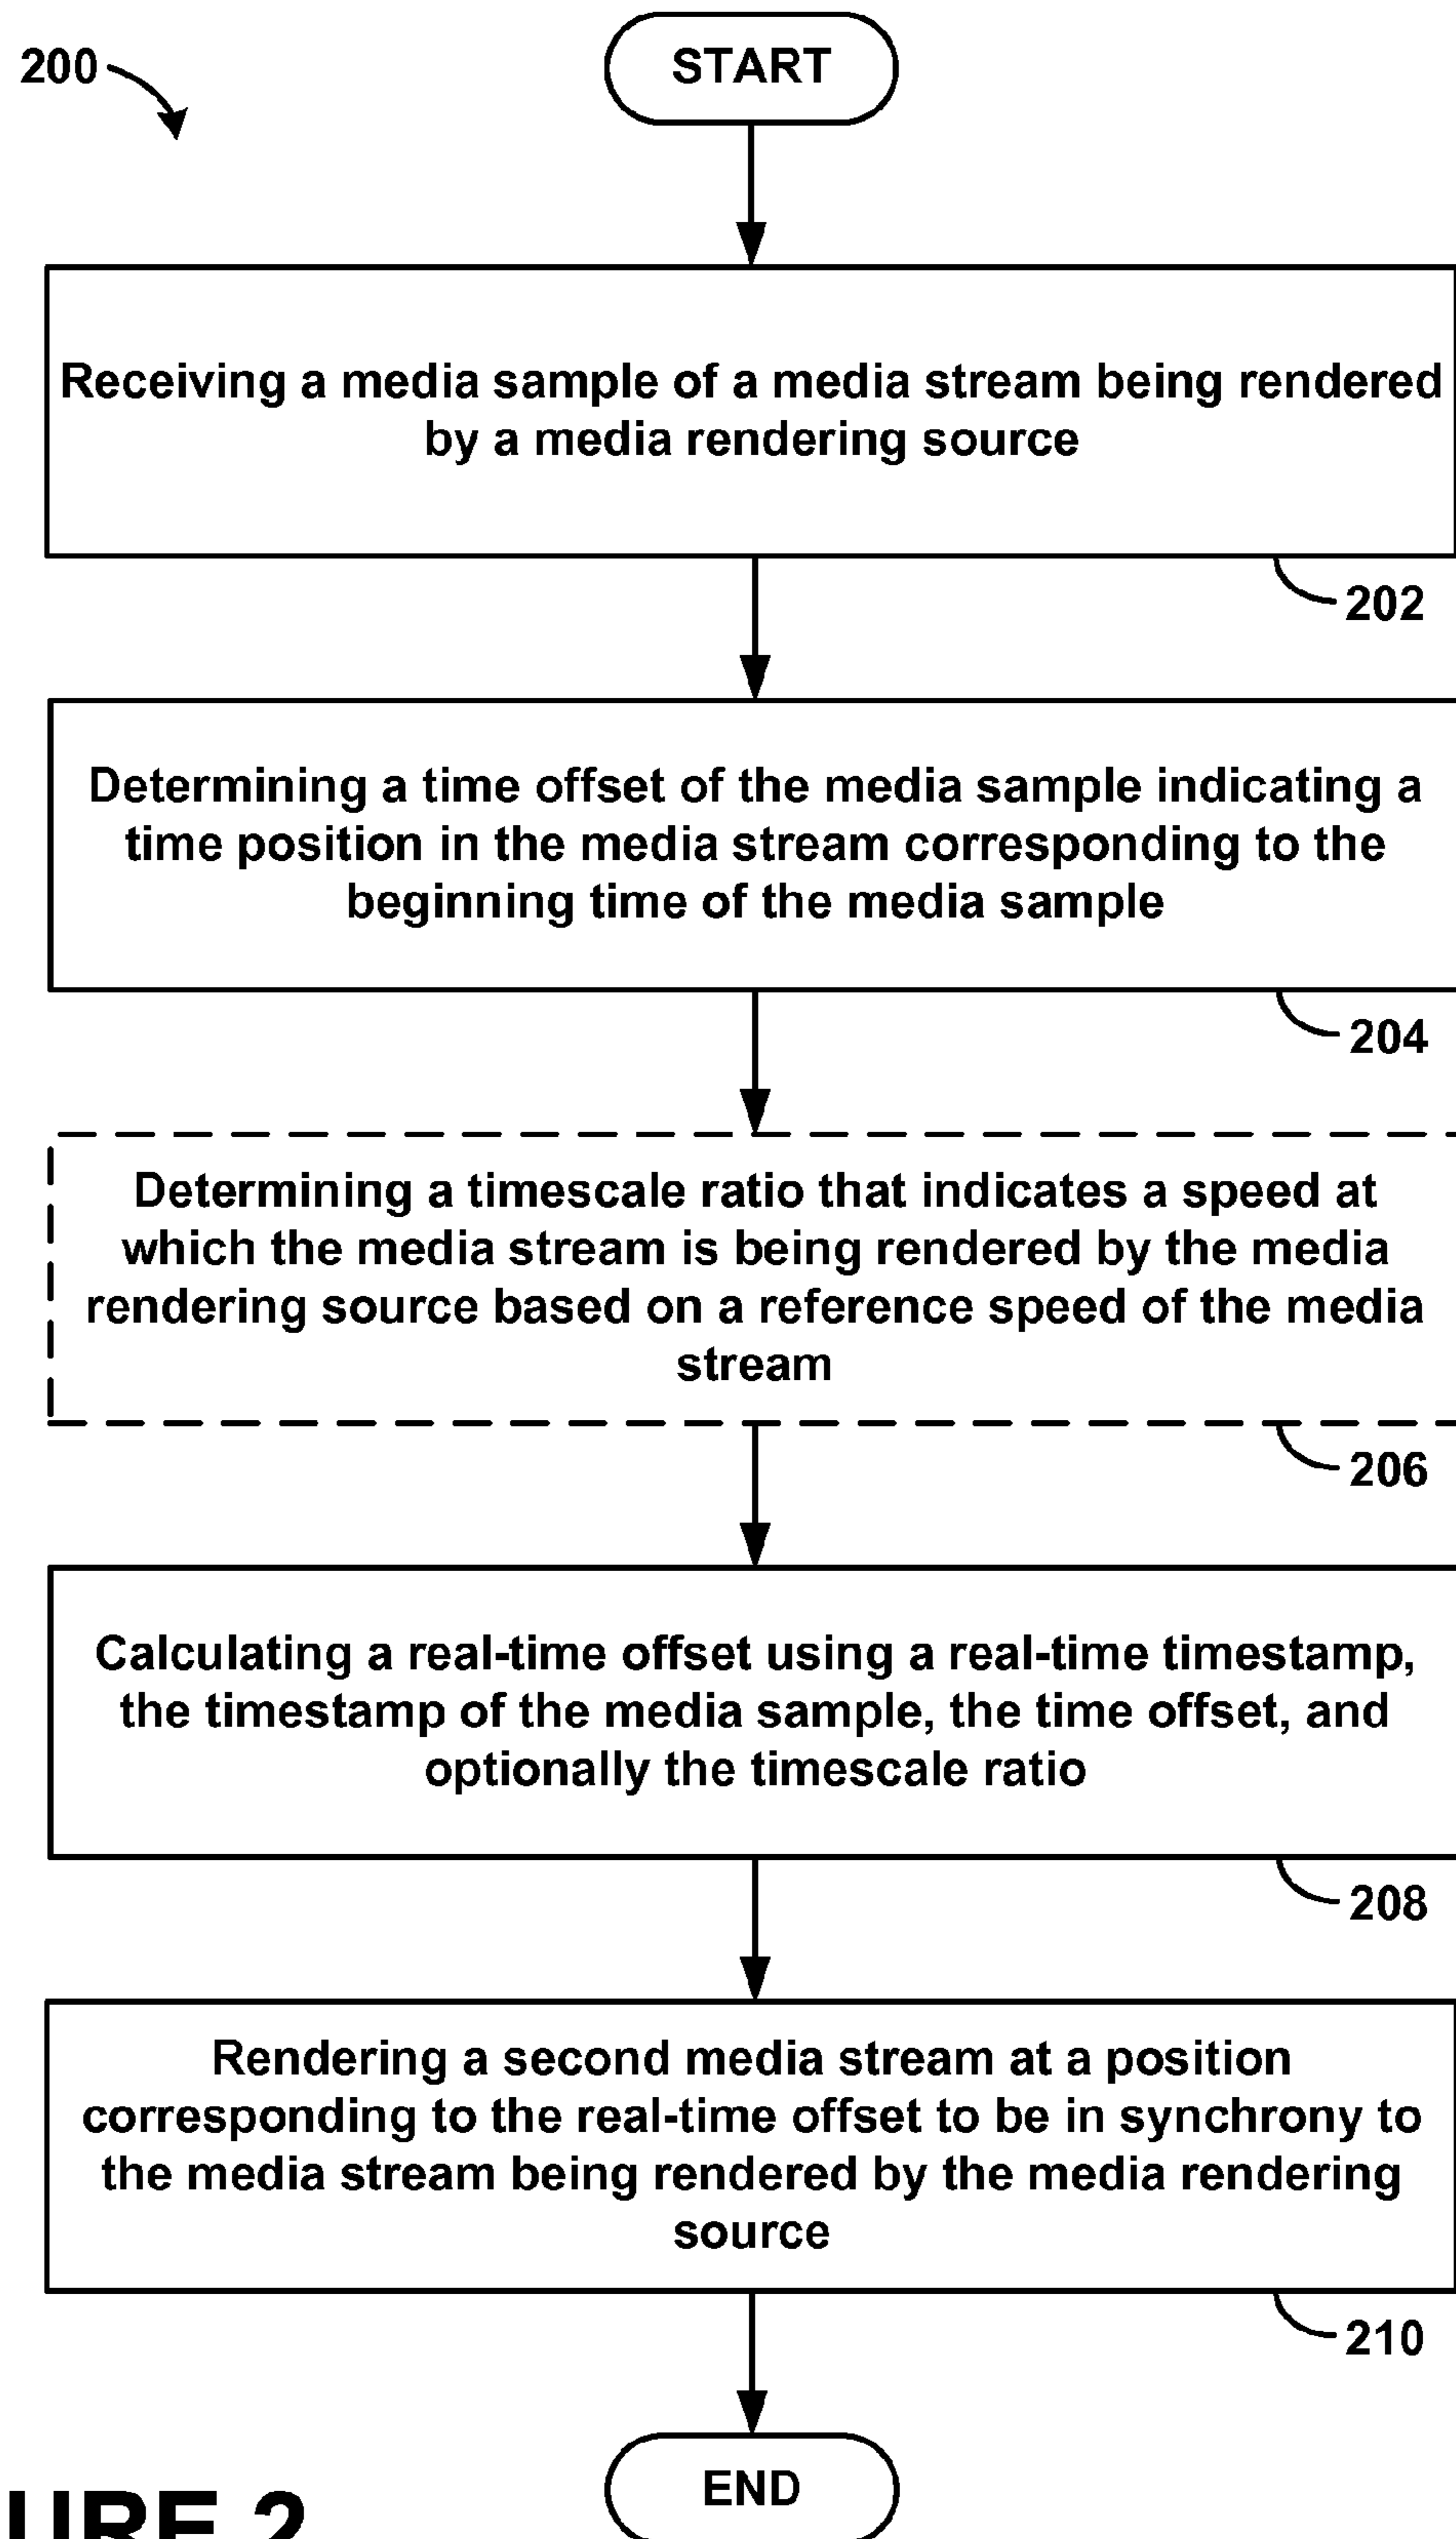 200
START
Receiving a media sample of a media stream being rendered
by a media rendering source
202
Determining a time offset of the media sample indicating a
time position in the media stream corresponding to the
beginning time of the media sample
204
Determining a timescale ratio that indicates a speed at
which the media stream is being rendered by the media
rendering source based on a reference speed of the media
stream
206
Calculating a real-time offset using a real-time timestamp,
the timestamp of the media sample, the time offset, and
optionally the timescale ratio
208
Rendering a second media stream at a position
corresponding to the real-time offset to be in synchrony to
the media stream being rendered by the media rendering
source
210
END
URE 2